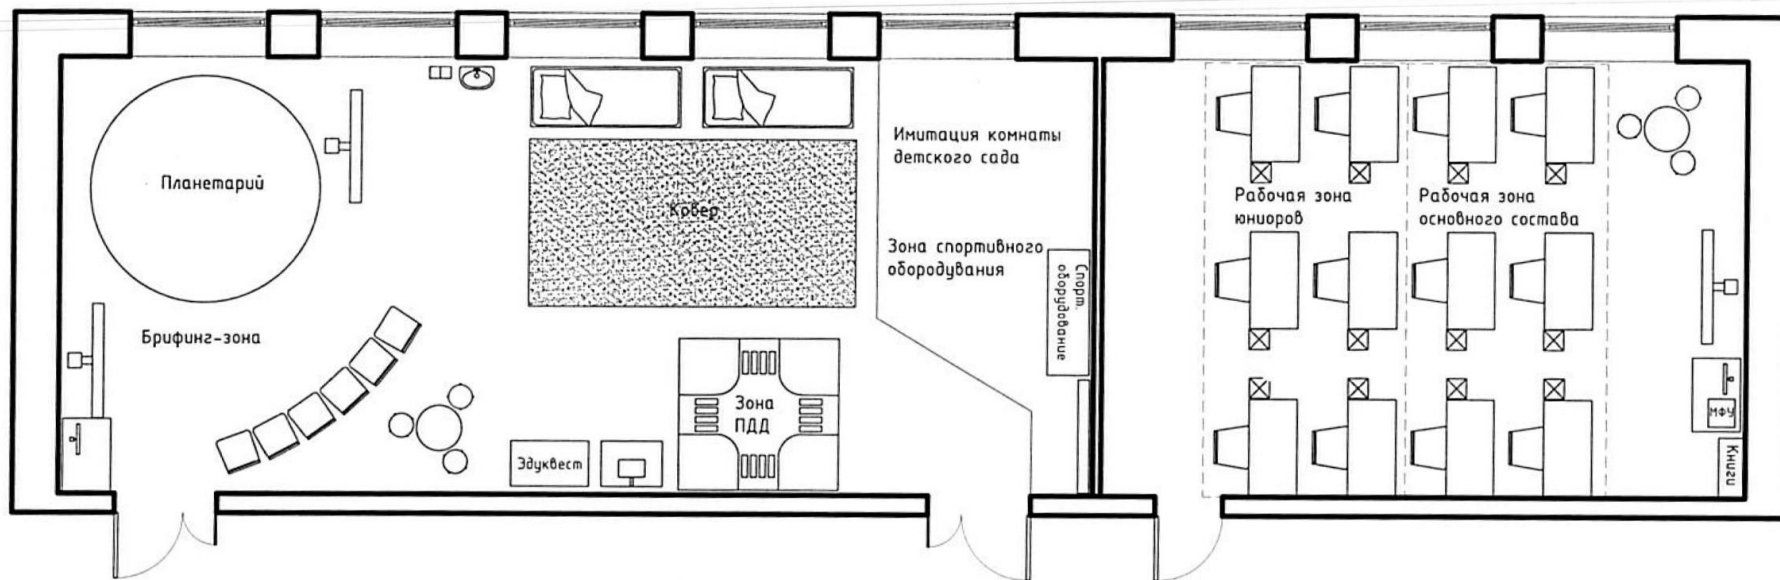 Планетарий
Брифинг-зона
Ковер
Имитация комнаты
детского сада
Зона спортивного
обородувания
Спорт.
оборудование
Зона
ПДД
Эдуквест
Рабочая зона
юниоров
Рабочая зона
основного состава
МФУ
Книги